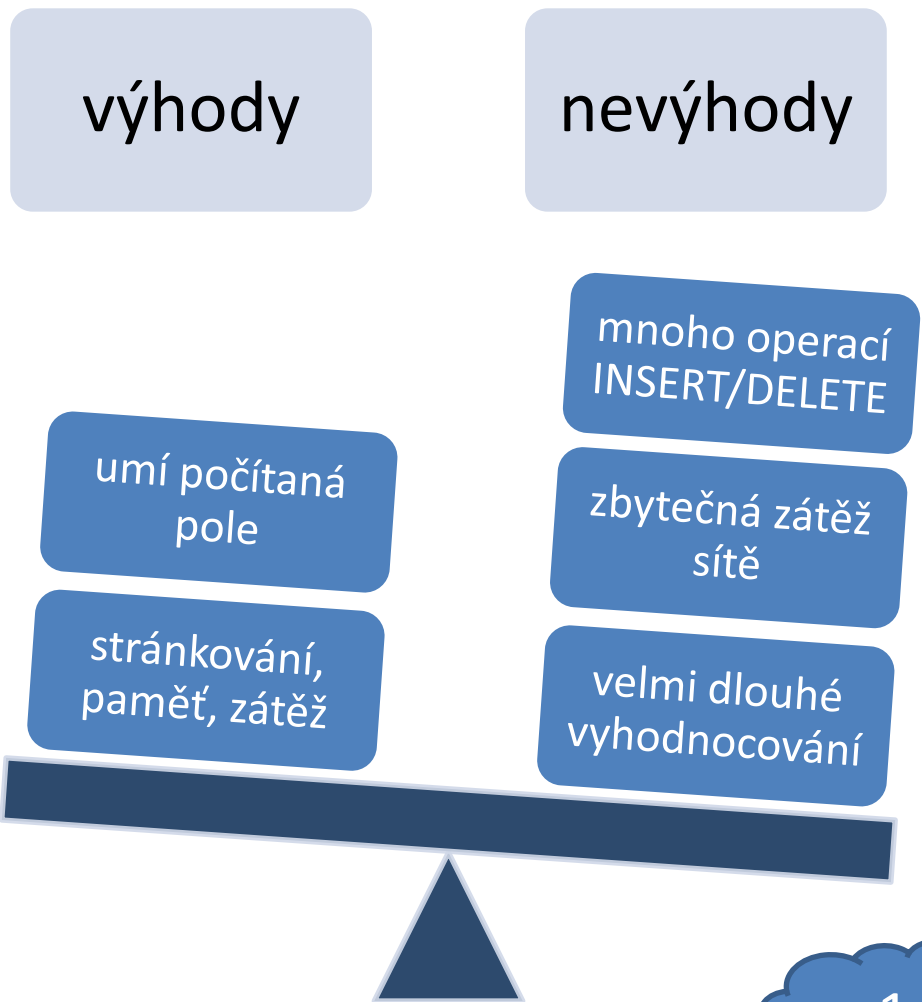 výhody
nevýhody
umí počítaná
pole
stránkování,
paměť, zátěž
mnoho operací
INSERT/DELETE
zbytečná zátěž
sítě
velmi dlouhé
vyhodnocování